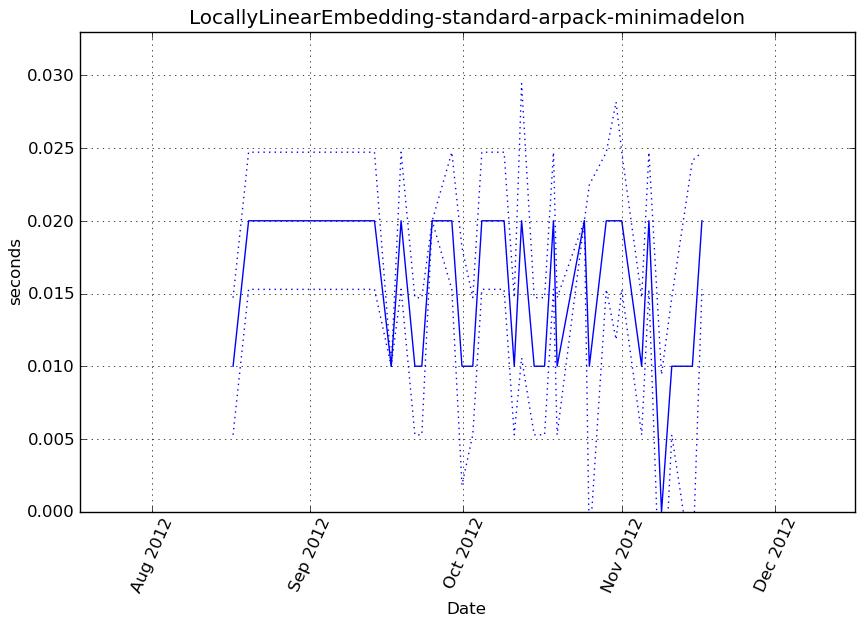 LocallyLinearEmbedding-standard-arpack-minimadelon
0.030
0.025
0.020
0.015
0.010
0.005
0.000
seconds
Aug 2012
Sep 2012
Oct 2012
Nov 2012
Dec 2012
Date